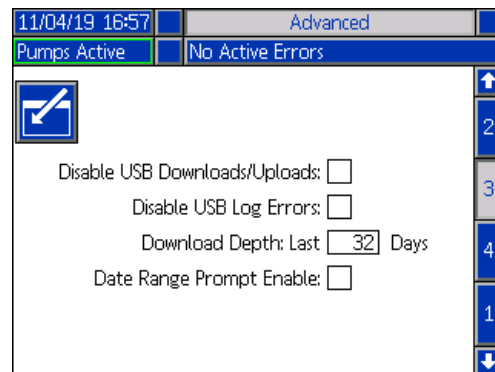 11/04/19 16:57 Advanced
Pumps Active No Active Errors
2
Disable USB Downloads/Uploads:
3
Disable USB Log Errors:
Download Depth: Last 32 Days
4
Date Range Prompt Enable:
1